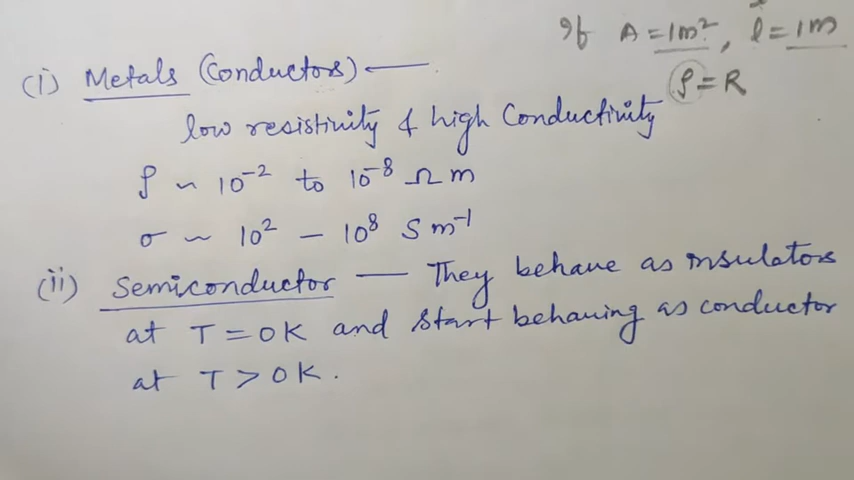 If A = 1m², l = 1m
ρ = R
(i) Metals (Conductors) —
low resistivity & high Conductivity
ρ ~ 10⁻² to 10⁻⁸ Ω m
σ ~ 10² – 10⁸ S m⁻¹
(ii) Semiconductor — They behave as insulators
at T = 0K and start behaving as conductor
at T > 0K.